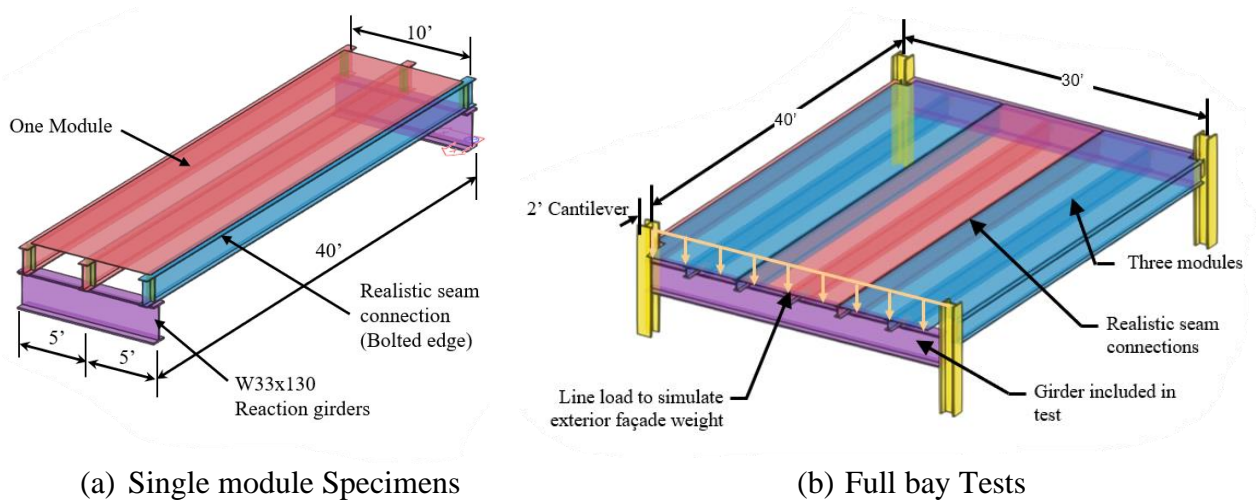 10’
One Module
40’
Realistic seam
connection
(Bolted edge)
5’
5’
W33x130
Reaction girders
(a) Single module Specimens
30’
40’
2’ Cantilever
Three modules
Realistic seam
connections
Line load to simulate
exterior façade weight
Girder included in
test
(b) Full bay Tests